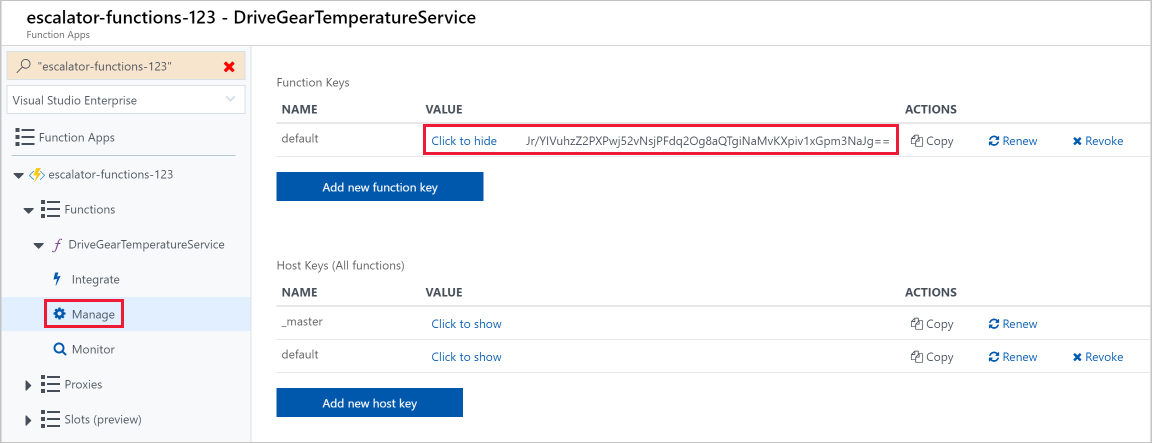 escalator-functions-123 - DriveGearTemperatureService
Function Apps
"escalator-functions-123"
Visual Studio Enterprise
Function Apps
escalator-functions-123
Functions
DriveGearTemperatureService
Integrate
Manage
Monitor
Proxies
Slots (preview)
Function Keys
NAME VALUE ACTIONS
default Click to hide Jr/YIVuhzZ2PXPwj52vNsjPFdq2Og8aQTgiNaMvKXpiv1xGpm3NaJg== Copy Renew Revoke
Add new function key
Host Keys (All functions)
NAME VALUE ACTIONS
_master Click to show Copy Renew
default Click to show Copy Renew Revoke
Add new host key